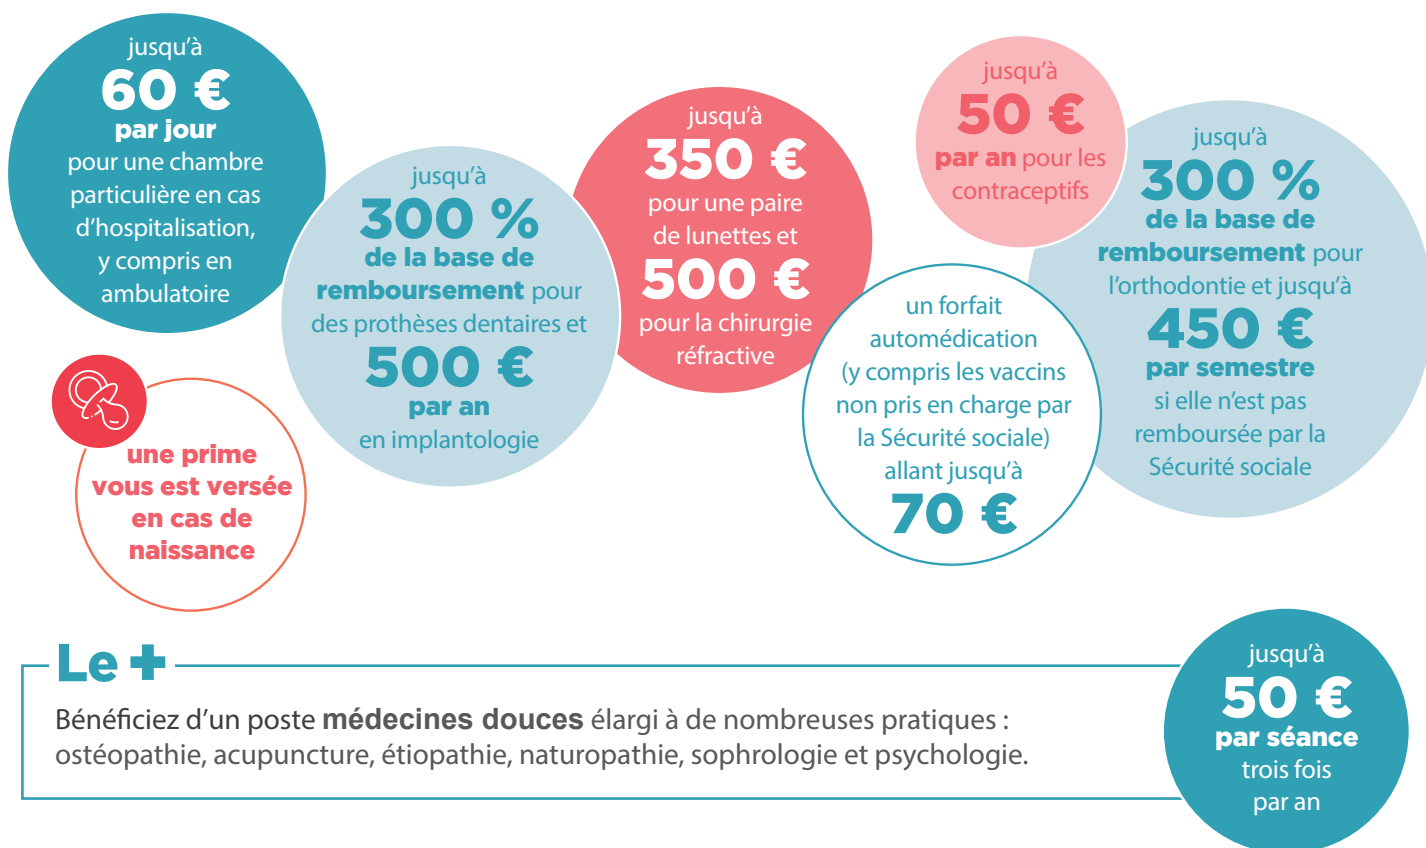 jusqu'à
60 €
par jour
pour une chambre
particulière en cas
d'hospitalisation,
y compris en
ambulatoire
jusqu'à
300 %
de la base de
remboursement pour
des prothèses dentaires et
500 €
par an
en implantologie
jusqu'à
350 €
pour une paire
de lunettes et
500 €
pour la chirurgie
réfractive
jusqu'à
50 €
par an pour les
contraceptifs
jusqu'à
300 %
de la base de
remboursement pour
l'orthodontie et jusqu'à
450 €
par semestre
si elle n'est pas
remboursée par la
Sécurité sociale
un forfait
automédication
(y compris les vaccins
non pris en charge par
la Sécurité sociale)
allant jusqu'à
70 €
une prime
vous est versée
en cas de
naissance
Le +
Bénéficiez d'un poste médecines douces élargi à de nombreuses pratiques :
ostéopathie, acupuncture, étiopathie, naturopathie, sophrologie et psychologie.
jusqu'à
50 €
par séance
trois fois
par an